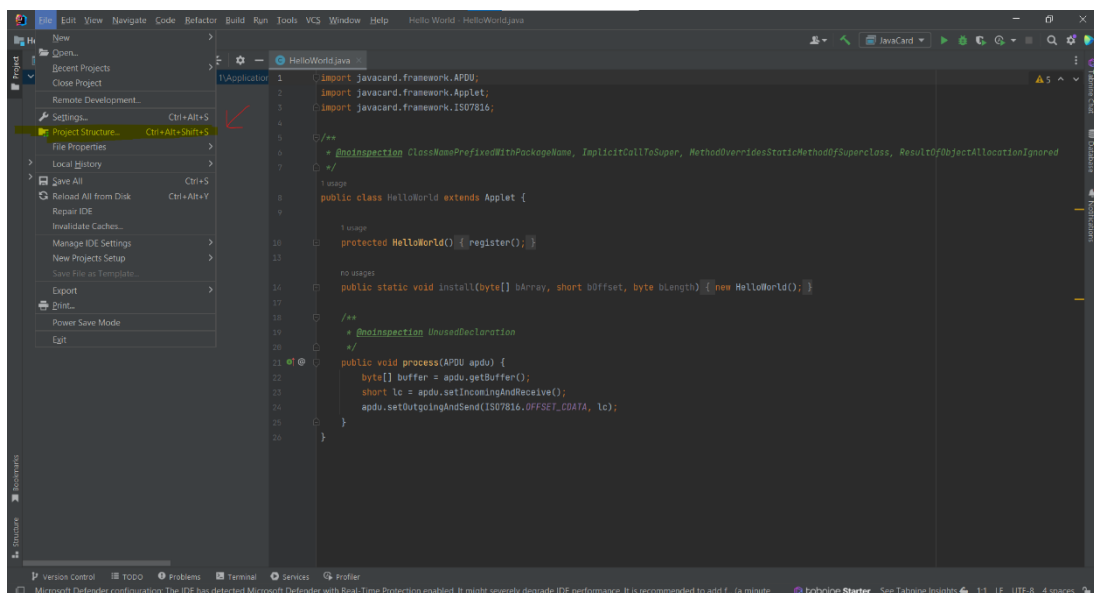 File Edit View Navigate Code Refactor Build Run Tools VCS Window Help Hello World - HelloWorld.java
JavaCard
New
Open...
Recent Projects
Close Project
Remote Development...
Settings... Ctrl+Alt+S
Project Structure... Ctrl+Alt+Shift+S
File Properties
Local History
Save All Ctrl+S
Reload All from Disk Ctrl+Alt+Y
Repair IDE
Invalidate Caches...
Manage IDE Settings
New Projects Setup
Save File as Template...
Export
Print...
Power Save Mode
Exit
Project
Bookmarks
Structure
HelloWorld.java
t\Application
5
1 import javacard.framework.APDU;
2 import javacard.framework.Applet;
3 import javacard.framework.ISO7816;
4
5 /**
6 * @noinspection ClassNamePrefixedWithPackageName, ImplicitCallToSuper, MethodOverridesStaticMethodOfSuperclass, ResultOfObjectAllocationIgnored
7 */
1 usage
8 public class HelloWorld extends Applet {
9
1 usage
10 protected HelloWorld() { register(); }
13
no usages
14 public static void install(byte[] bArray, short bOffset, byte bLength) { new HelloWorld(); }
17
18 /**
19 * @noinspection UnusedDeclaration
20 */
21 public void process(APDU apdu) {
22 byte[] buffer = apdu.getBuffer();
23 short lc = apdu.setIncomingAndReceive();
24 apdu.setOutgoingAndSend(ISO7816.OFFSET_CDATA, lc);
25 }
26 }
Tabnine Chat
Database
Notifications
Version Control TODO Problems Terminal Services Profiler
Microsoft Defender configuration: The IDE has detected Microsoft Defender with Real-Time Protection enabled. It might severely degrade IDE performance. It is recommended to add f.. (a minute tabnine Starter See Tabnine Insights 1:1 LF UTF-8 4 spaces